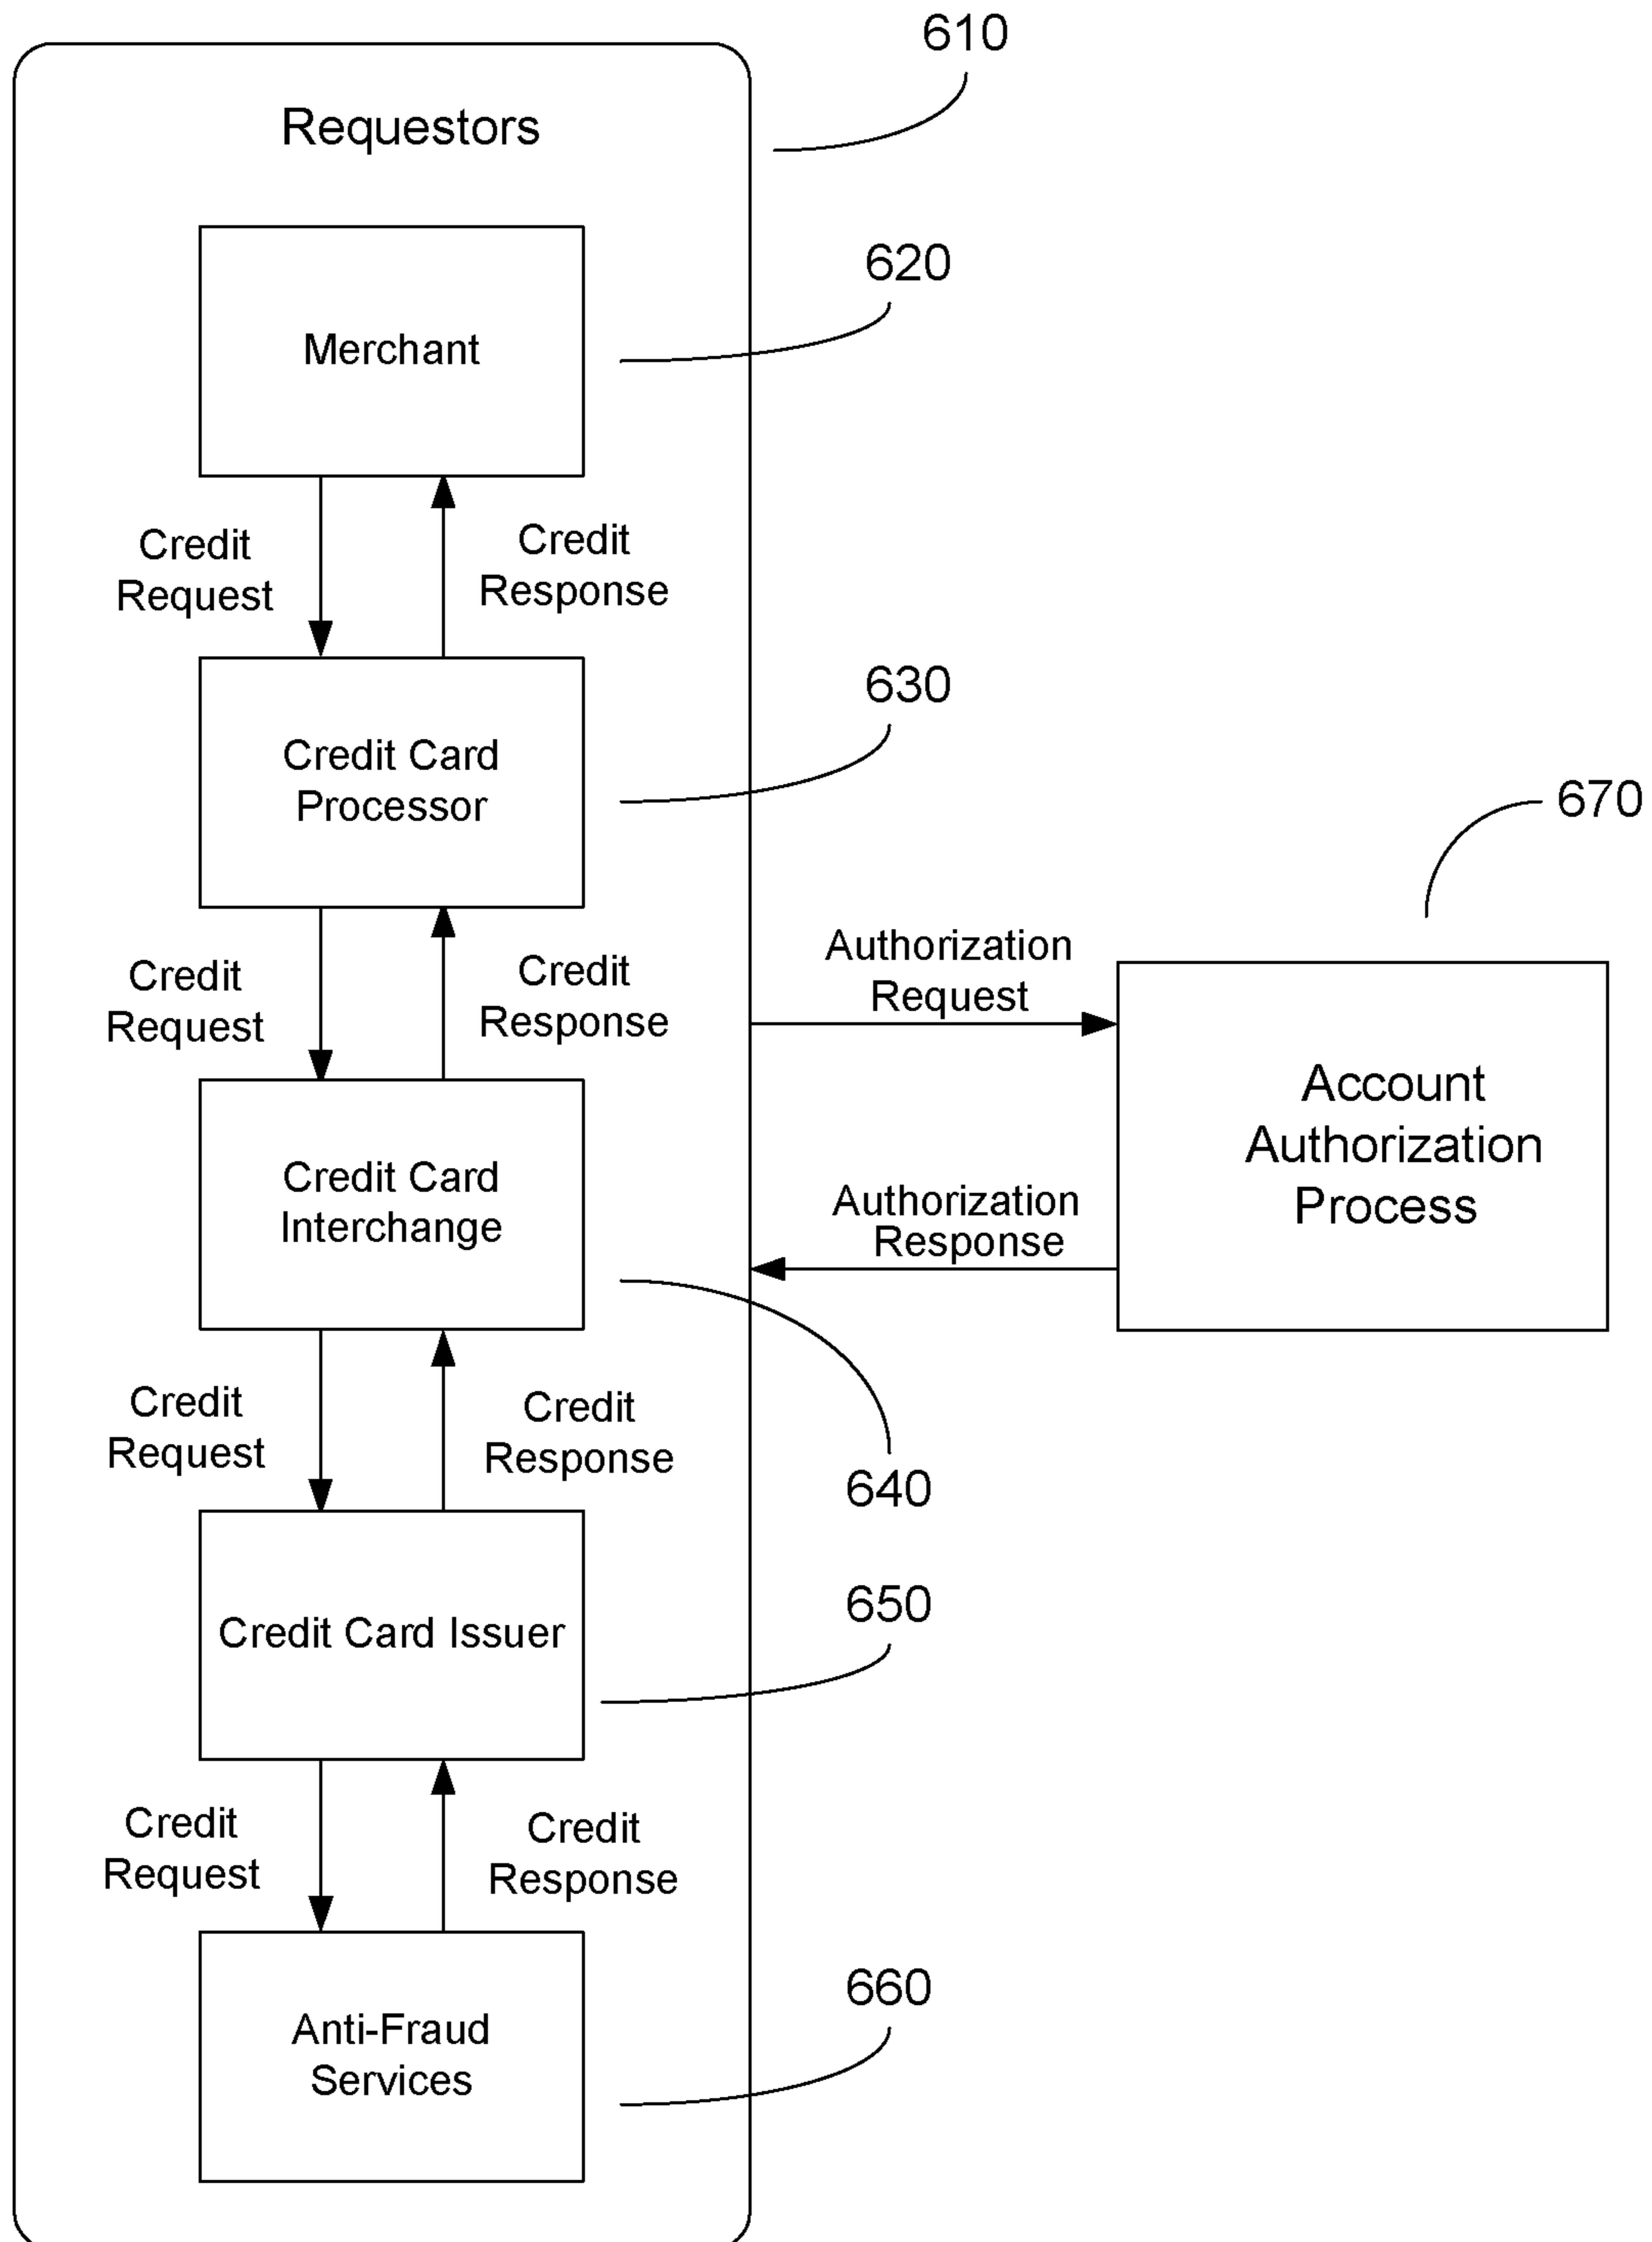 610
Requestors
620
Merchant
Credit
Request
Credit
Response
630
Credit Card
Processor
670
Credit
Request
Credit
Response
Authorization
Request
Account
Authorization
Process
Credit Card
Interchange
Authorization
Response
Credit
Request
Credit
Response
640
650
Credit Card Issuer
Credit
Request
Credit
Response
660
Anti-Fraud
Services